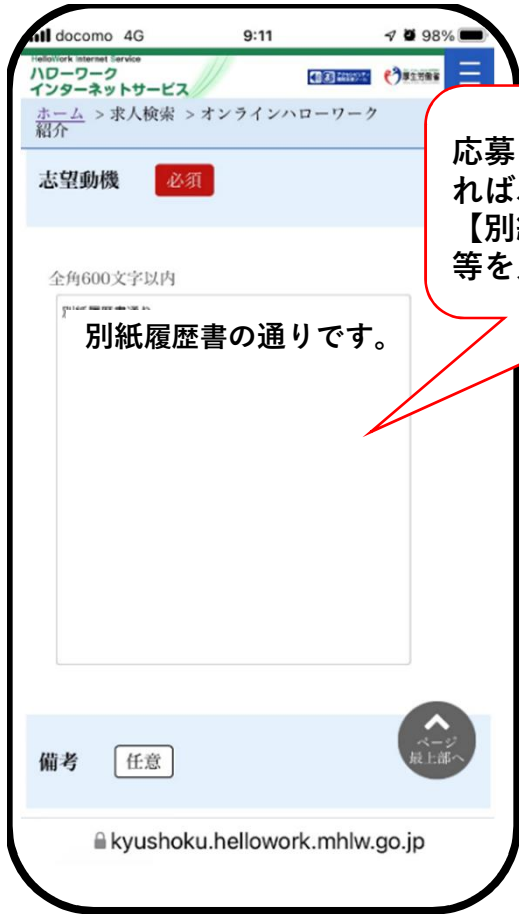 docomo 4G 9:11 98%
HelloWork Internet Service
ハローワーク
インターネットサービス
厚生労働省
ホーム > 求人検索 > オンラインハローワーク
紹介
応募
れば
志望動機 必須
【別
等を
全角600文字以内
別紙履歴書の通りです。
ページ
最上部へ
備考 任意
kyushoku.hellowork.mhlw.go.jp